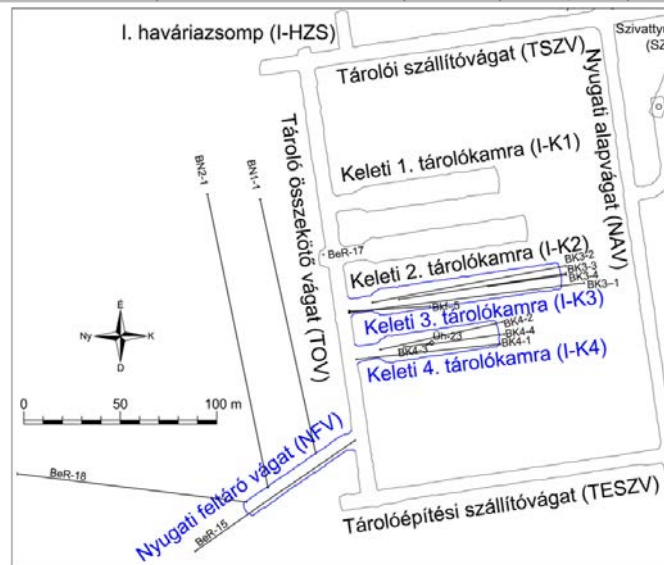 I. haváriazsomp (I-HZS)
Tárolói szállítóvágat (TSZV)
Nyugati alapvágat (NAV)
Tároló összekötő vágat (TOV)
BN2-1
BN1-1
Keleti 1. tárolókamra (I-K1)
BeR-17
Keleti 2. tárolókamra (I-K2)
BK3-2
BK3-3
BK3-4
BK3-1
Keleti 3. tárolókamra (I-K3)
BK4-2
Üh-23
BK4-4
BK4-3
BK4-1
Keleti 4. tárolókamra (I-K4)
É
Ny
K
D
0 50 100 m
Nyugati feltáró vágat (NFV)
BeR-18
BeR-15
Tárolóépítési szállítóvágat (TESZV)